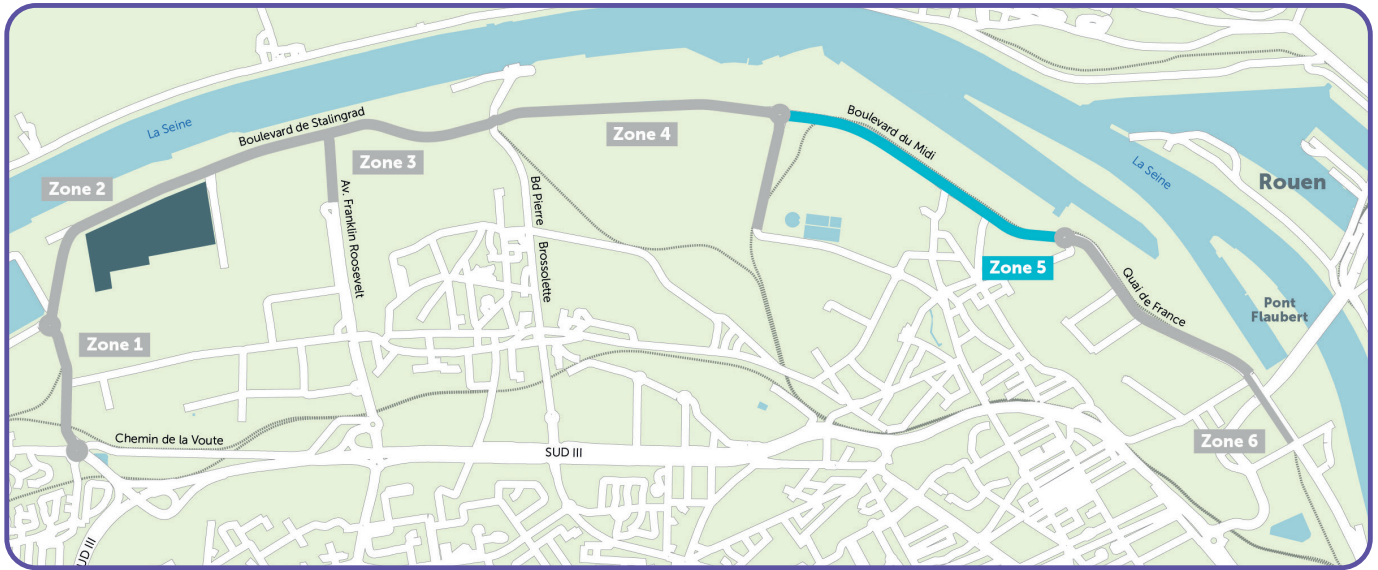 La Seine
Boulevard de Stalingrad
Zone 4
Boulevard du Midi
Zone 3
Zone 2
La Seine
Rouen
Av. Franklin Roosevelt
Bd Pierre
Brossolette
Zone 5
Quai de France
Pont
Flaubert
Zone 1
Chemin de la Voute
SUD III
Zone 6
UD III